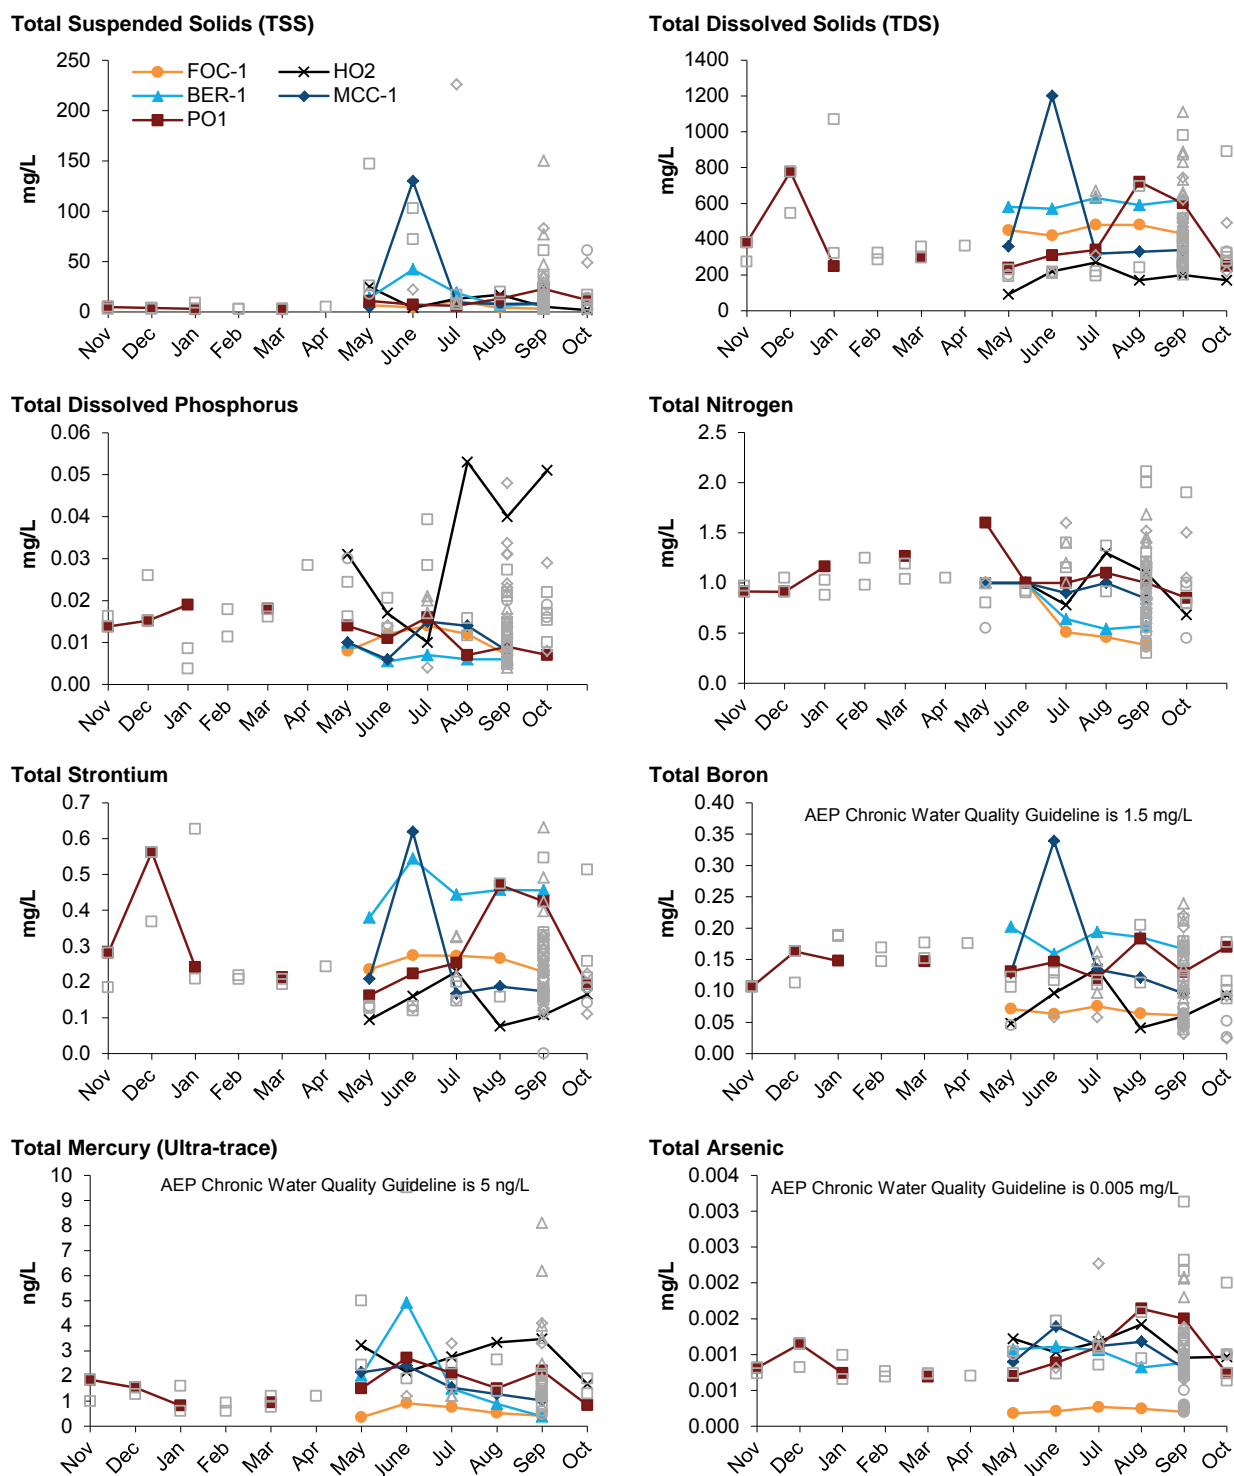 Total Suspended Solids (TSS)
mg/L
250
200
150
100
50
0
FOC-1
HO2
BER-1
MCC-1
PO1
Nov Dec Jan Feb Mar Apr May June Jul Aug Sep Oct
Total Dissolved Solids (TDS)
mg/L
1400
1200
1000
800
600
400
200
0
Nov Dec Jan Feb Mar Apr May June Jul Aug Sep Oct
Total Dissolved Phosphorus
mg/L
0.06
0.05
0.04
0.03
0.02
0.01
0.00
Nov Dec Jan Feb Mar Apr May June Jul Aug Sep Oct
Total Nitrogen
mg/L
2.5
2.0
1.5
1.0
0.5
0.0
Nov Dec Jan Feb Mar Apr May June Jul Aug Sep Oct
Total Strontium
mg/L
0.7
0.6
0.5
0.4
0.3
0.2
0.1
0.0
Nov Dec Jan Feb Mar Apr May June Jul Aug Sep Oct
Total Boron
AEP Chronic Water Quality Guideline is 1.5 mg/L
mg/L
0.40
0.35
0.30
0.25
0.20
0.15
0.10
0.05
0.00
Nov Dec Jan Feb Mar Apr May June Jul Aug Sep Oct
Total Mercury (Ultra-trace)
AEP Chronic Water Quality Guideline is 5 ng/L
ng/L
10
9
8
7
6
5
4
3
2
1
0
Nov Dec Jan Feb Mar Apr May June Jul Aug Sep Oct
Total Arsenic
AEP Chronic Water Quality Guideline is 0.005 mg/L
mg/L
0.004
0.003
0.003
0.002
0.002
0.001
0.001
0.000
Nov Dec Jan Feb Mar Apr May June Jul Aug Sep Oct